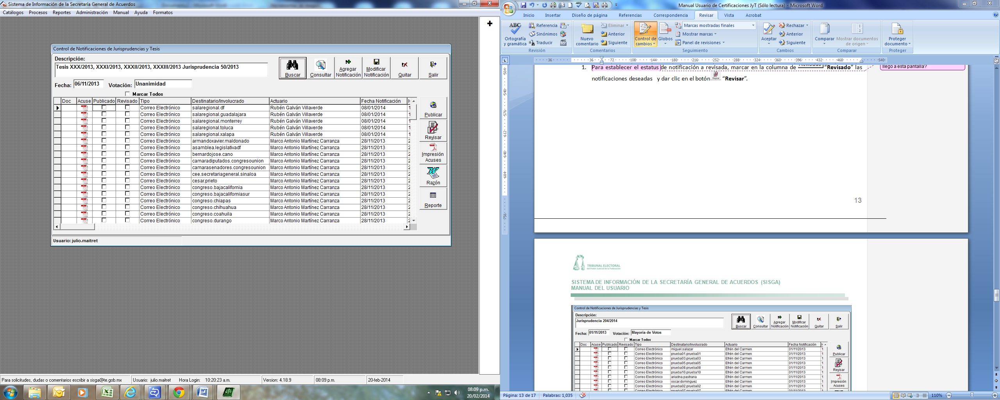 Sistema de Información de la Secretaría General de Acuerdos
Catálogos Procesos Reportes Administración Manual Ayuda Formatos
Control de Notificaciones de Jurisprudencias y Tesis
Descripción:
Tesis XXX/2013, XXXI/2013, XXXII/2013, XXXIII/2013 Jurisprudencia 50/2013
Buscar Consultar Agregar Notificación Modificar Notificación Quitar Salir
Fecha: 06/11/2013 Votación: Unanimidad
Marcar Todos
Doc Acuse Publicado Revisado Tipo Destinatario/Involucrado Actuario Fecha Notificación H
Correo Electrónico salaregional.df Rubén Galván Villaverde 08/01/2014 1
Correo Electrónico salaregional.guadalajara Rubén Galván Villaverde 08/01/2014 1
Correo Electrónico salaregional.monterrey Rubén Galván Villaverde 08/01/2014 1
Correo Electrónico salaregional.toluca Rubén Galván Villaverde 08/01/2014 1
Correo Electrónico salaregional.xalapa Rubén Galván Villaverde 08/01/2014 1
Correo Electrónico armandoxavier.maldonado Marco Antonio Martínez Carranza 28/11/2013 2
Correo Electrónico asamblea.legislativadf Marco Antonio Martínez Carranza 28/11/2013 2
Correo Electrónico bernardojose.cano Marco Antonio Martínez Carranza 28/11/2013 2
Correo Electrónico camaradiputados.congresounion Marco Antonio Martínez Carranza 28/11/2013 2
Correo Electrónico camarasenadores.congresounion Marco Antonio Martínez Carranza 28/11/2013 2
Correo Electrónico cee.secretariageneral.sinaloa Marco Antonio Martínez Carranza 28/11/2013 2
Correo Electrónico cesar.prieto Marco Antonio Martínez Carranza 28/11/2013 2
Correo Electrónico congreso.bajacalifornia Marco Antonio Martínez Carranza 28/11/2013 2
Correo Electrónico congreso.bajacaliforniasur Marco Antonio Martínez Carranza 28/11/2013 2
Correo Electrónico congreso.chiapas Marco Antonio Martínez Carranza 28/11/2013 2
Correo Electrónico congreso.chihuahua Marco Antonio Martínez Carranza 28/11/2013 2
Correo Electrónico congreso.coahuila Marco Antonio Martínez Carranza 28/11/2013 2
Correo Electrónico congreso.durango Marco Antonio Martínez Carranza 28/11/2013 2
Publicar
Revisar
Impresión Acuses
Razón
Reporte
Usuario: julio.maitret
Para solicitudes, dudas o comentarios escribir a sisga@te.gob.mx Usuario: julio.maitret Hora Login: 10:20:23 a.m. Version: 4.18.9 08:09 p.m. 20-feb-2014
08:09 p.m.
20/02/2014
Manual Usuario de Certificaciones JyT (Sólo lectura) - Microsoft Word
Inicio Insertar Diseño de página Referencias Correspondencia Revisar Vista Acrobat
ABC Ortografía y gramática Referencia Sinónimos Traducir ABC 123
Nuevo comentario Eliminar Anterior Siguiente
Control de cambios Globos Marcas mostradas finales Mostrar marcas Panel de revisiones
Aceptar Rechazar Anterior Siguiente
Comparar Mostrar documentos de origen Proteger documento
Revisión Comentarios Seguimiento Cambios Comparar Proteger
36 36 72 108 144 180 216 252 288 324 360 396 432 468 540
504 540 576 612 648 684 756
1. Para establecer el estatus de notificación a revisada, marcar en la columna de “Revisado” las
notificaciones deseadas y dar clic en el botón Revisar “Revisar”.
llego a esta pantalla?
13
TRIBUNAL ELECTORAL
del Poder Judicial de la Federación
SISTEMA DE INFORMACIÓN DE LA SECRETARÍA GENERAL DE ACUERDOS (SISGA)
MANUAL DEL USUARIO
Control de Notificaciones de Jurisprudencias y Tesis
Descripción:
Jurisprudencia 204/2014
Buscar Consultar Agregar Notificación Modificar Notificación Quitar Salir
Fecha: 01/11/2013 Votación: Mayoria de Votos
Marcar Todos
Doc Acuse Publicado Revisado Tipo Destinatario/Involucrado Actuario Fecha Notificación H
Correo Electrónico miguel.salazar Efrén del Carmen 01/11/2013 1
Correo Electrónico prueba01.prueba01 Efrén del Carmen 01/11/2013 1
Correo Electrónico prueba03.prueba03 Efrén del Carmen 01/11/2013 1
Correo Electrónico prueba05.prueba05 Efrén del Carmen 01/11/2013 1
Correo Electrónico prueba08.prueba08 Efrén del Carmen 01/11/2013 1
Correo Electrónico prueba10.prueba10 Efrén del Carmen 01/11/2013 1
Correo Electrónico ariadna.pastrana Efrén del Carmen 01/11/2013 1
Correo Electrónico oscar.dominguez Efrén del Carmen 01/11/2013 1
Correo Electrónico prueba02.prueba02 Efrén del Carmen 01/11/2013 1
Correo Electrónico prueba07.prueba07 Efrén del Carmen 01/11/2013 1
Publicar
Revisar
Impresión Acuses
Página: 13 de 17 Palabras: 1,035 110%